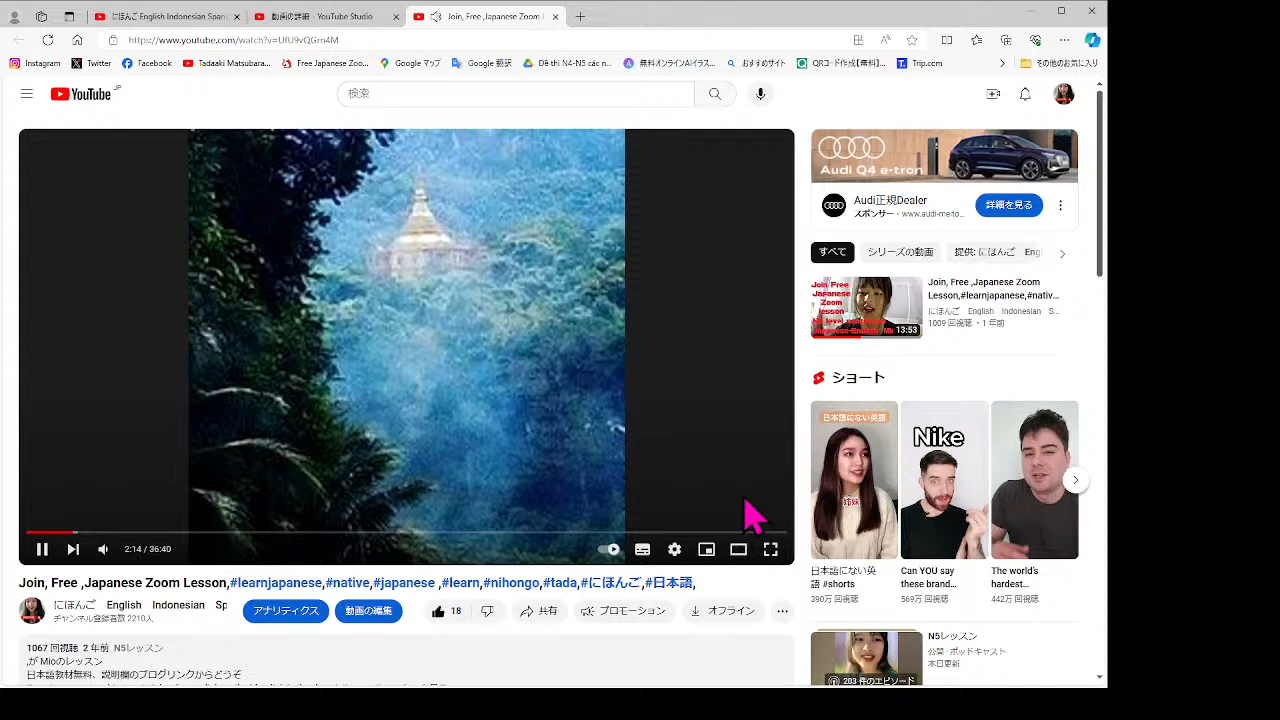 にほんご English Indonesian Span
動画の詳細 - YouTube Studio
Join, Free ,Japanese Zoom L
https://www.youtube.com/watch?v=UfU9vQGrn4M
Instagram
Twitter
Facebook
Tadaaki Matsubara...
Free Japanese Zoo...
Google マップ
Google 翻訳
Đề thi N4-N5 các n...
無料オンラインAIイラス...
おすすめサイト
QRコード作成【無料】...
Trip.com
その他のお気に入り
YouTube JP
検索
Audi Q4 e-tron
Audi正規Dealer
スポンサー・www.audi-meito...
詳細を見る
すべて
シリーズの動画
提供: にほんご Engl
Join Free
Japanese
Zoom
lesson
13:53
Join, Free ,Japanese Zoom
Lesson,#learnjapanese,#nativ...
にほんご English Indonesian S...
1009 回視聴・1 年前
ショート
日本語にない英語
姉妹
Nike
日本語にない英
語 #shorts
390万 回視聴
Can YOU say
these brand...
569万 回視聴
The world's
hardest...
442万 回視聴
2:14 / 36:40
Join, Free ,Japanese Zoom Lesson,#learnjapanese,#native,#japanese ,#learn,#nihongo,#tada,#にほんご,#日本語,
にほんご English Indonesian Sp
チャンネル登録者数 2210人
アナリティクス
動画の編集
18
共有
プロモーション
オフライン
1067 回視聴 2 年前 N5レッスン
,が Mioのレッスン
日本語教材無料、説明欄のブログリンクからどうぞ
N5レッスン
公開・ポッドキャスト
本日更新
203 件のエピソード